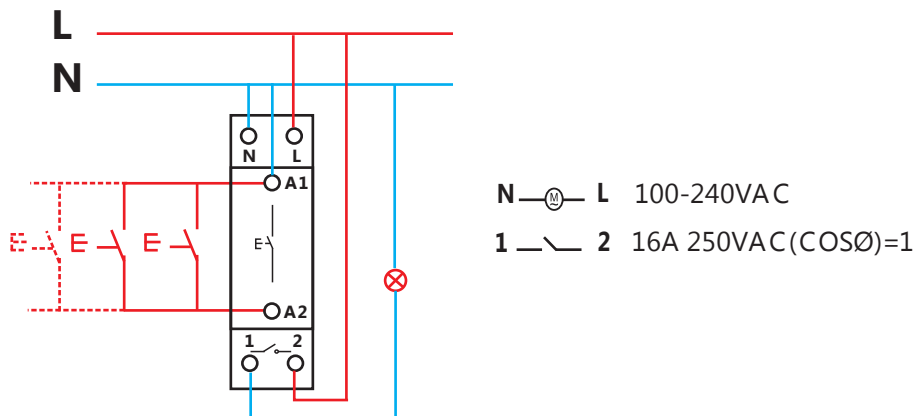 L
N
N L
A1
A2
1 2
N M L 100-240VAC
1 2 16A 250VAC(COSØ)=1